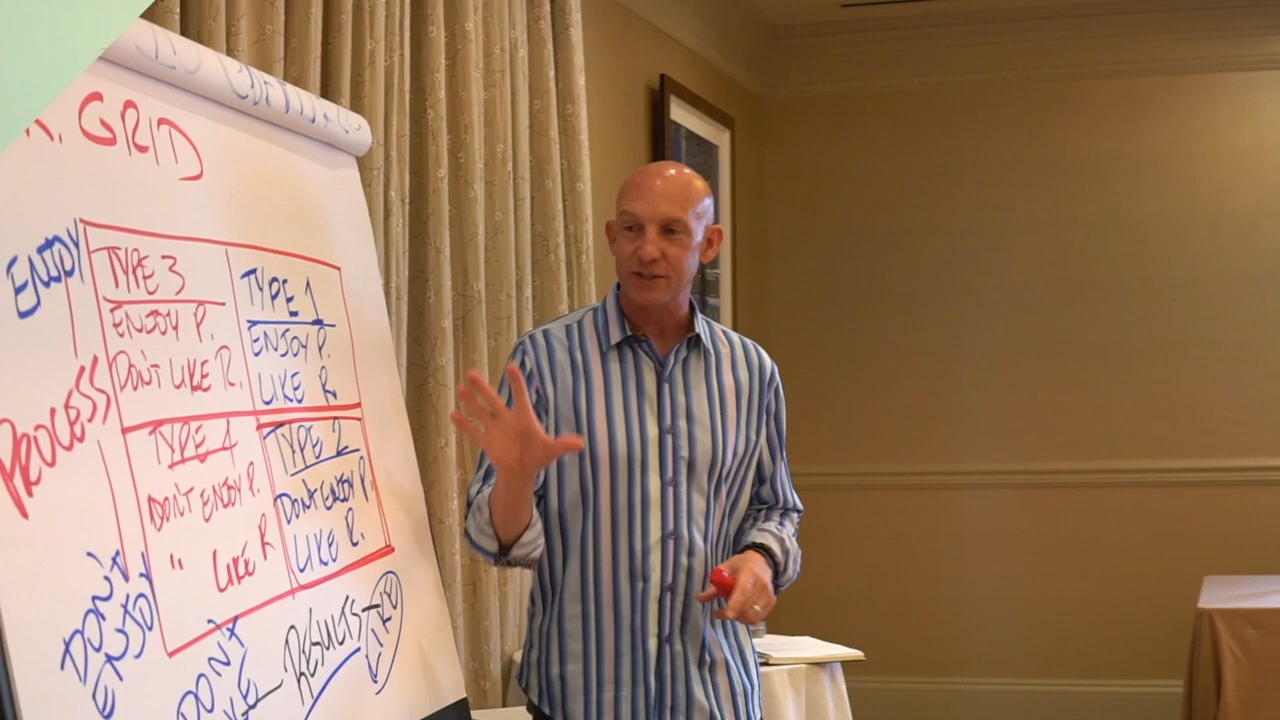 GRID
ENJOY
PROCESS
DON'T
ENJOY
TYPE 3
ENJOY P.
DON'T LIKE R.
TYPE 1
ENJOY P.
LIKE R
TYPE 4
DON'T ENJOY P.
" LIKE R
TYPE 2
DON'T ENJOY P.
LIKE R.
DON'T
RESULTS
LIKE